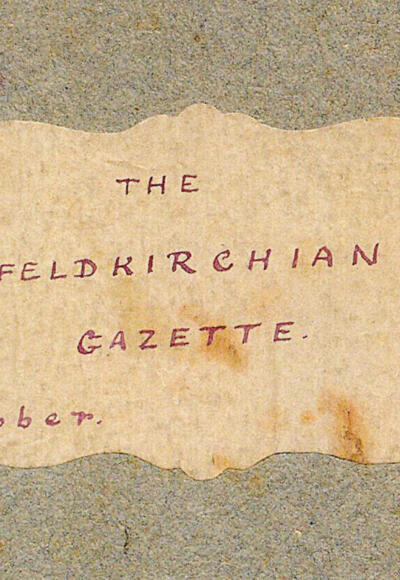 THE
FELDKIRCHIAN
GAZETTE.
ber.